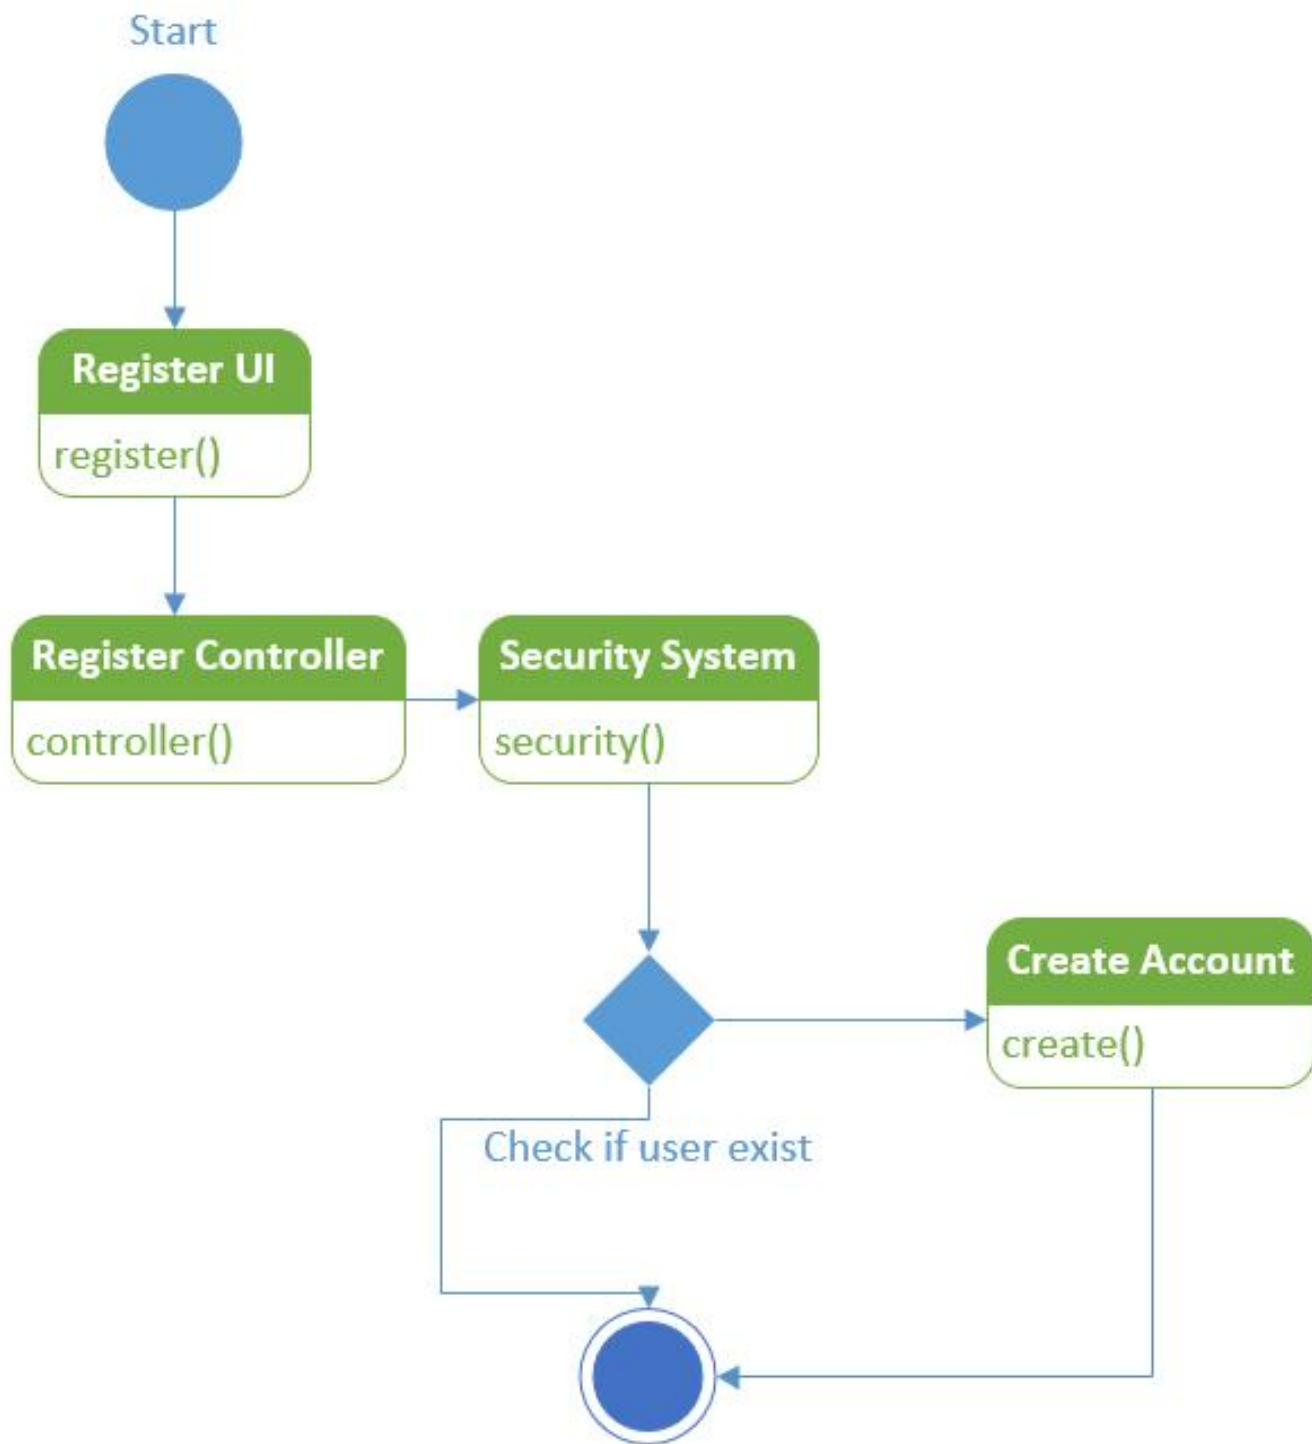 Start
Register UI
register()
Register Controller
controller()
Security System
security()
Create Account
create()
Check if user exist